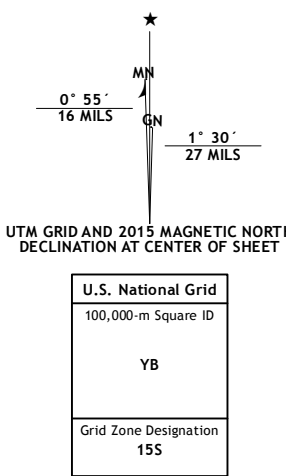 MN
0° 55´
16 MILS
GN
1° 30´
27 MILS
UTM GRID AND 2015 MAGNETIC NORTH
DECLINATION AT CENTER OF SHEET
U.S. National Grid
100,000-m Square ID
YB
Grid Zone Designation
15S